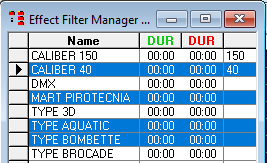 Effect Filter Manager ...
Name DUR DUR
CALIBER 150 00:00 00:00 150
CALIBER 40 00:00 00:00 40
DMX 00:00 00:00
MART PIROTECNIA 00:00 00:00
TYPE 3D 00:00 00:00
TYPE AQUATIC 00:00 00:00
TYPE BOMBETTE 00:00 00:00
TYPE BROCADE 00:00 00:00